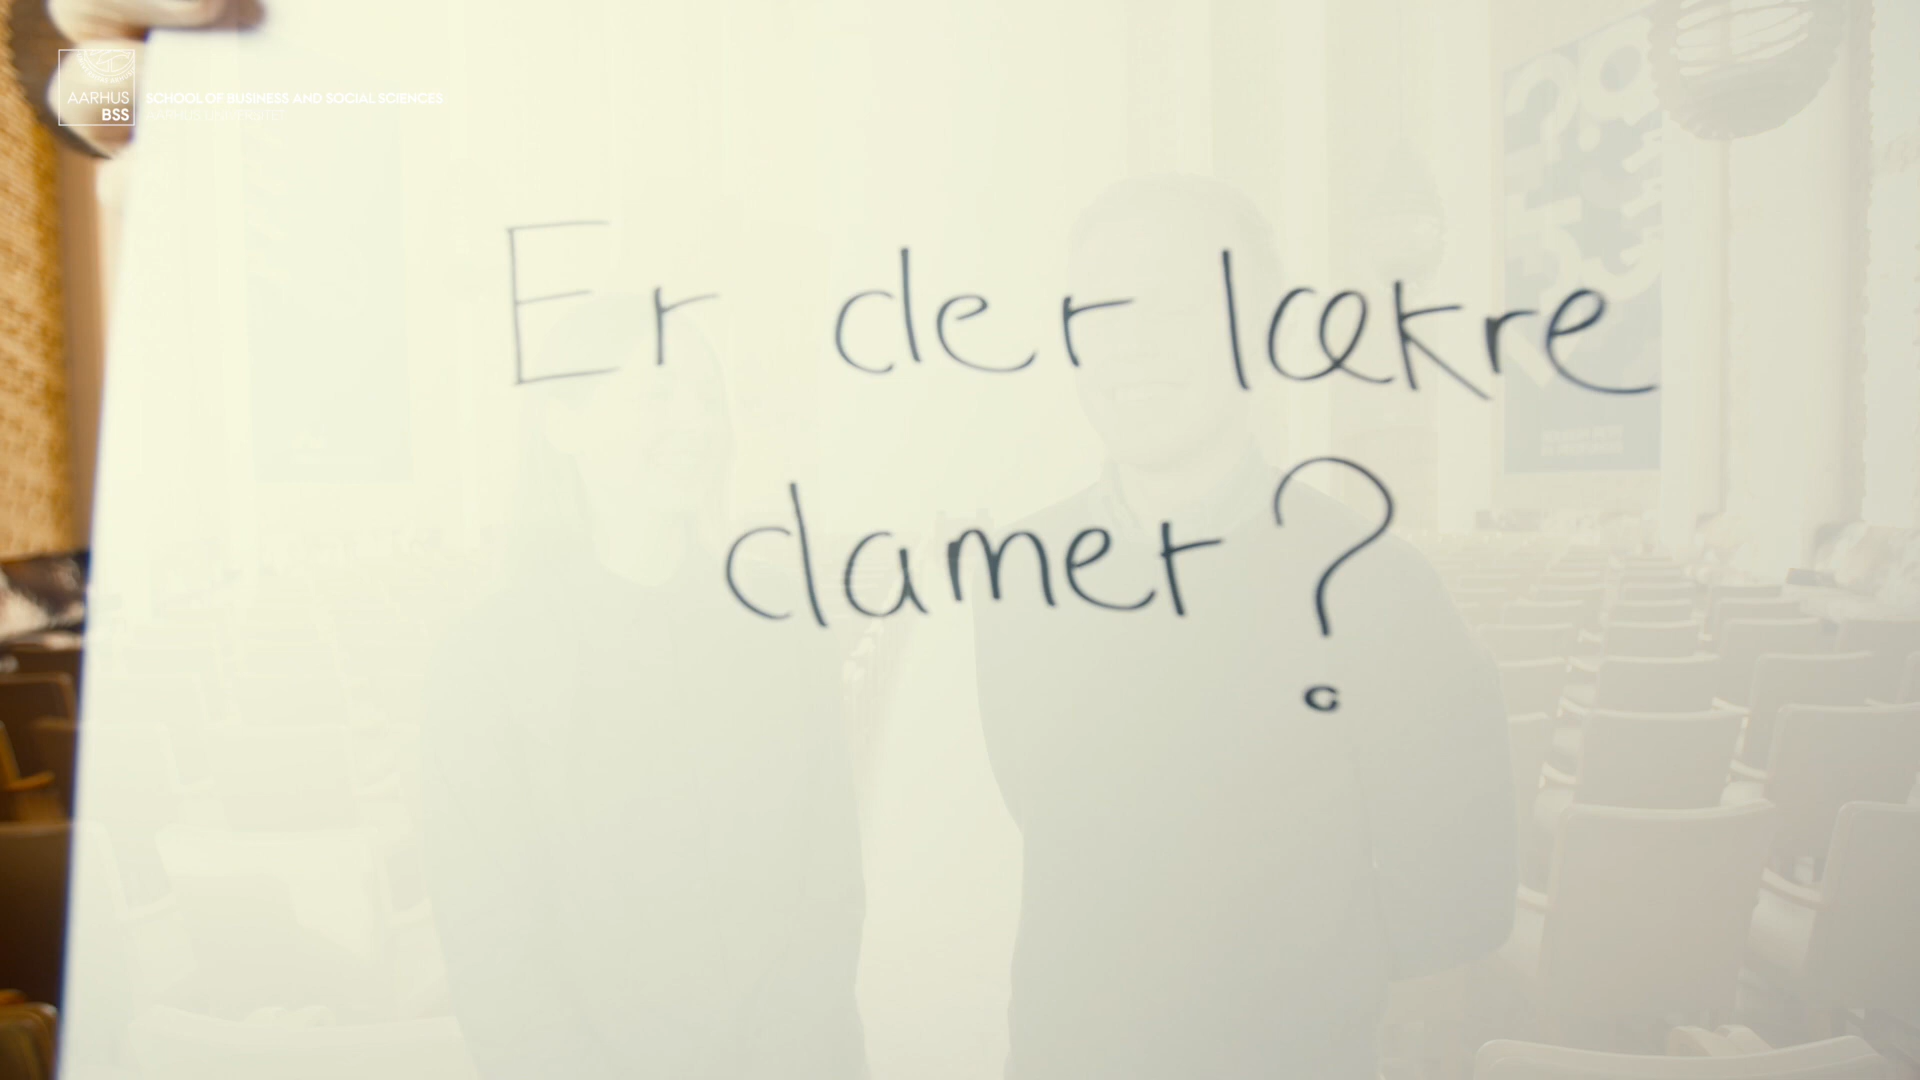 AARHUS
BSS
SCHOOL OF BUSINESS AND SOCIAL SCIENCES
AARHUS UNIVERSITET
Er der lækre
damer?